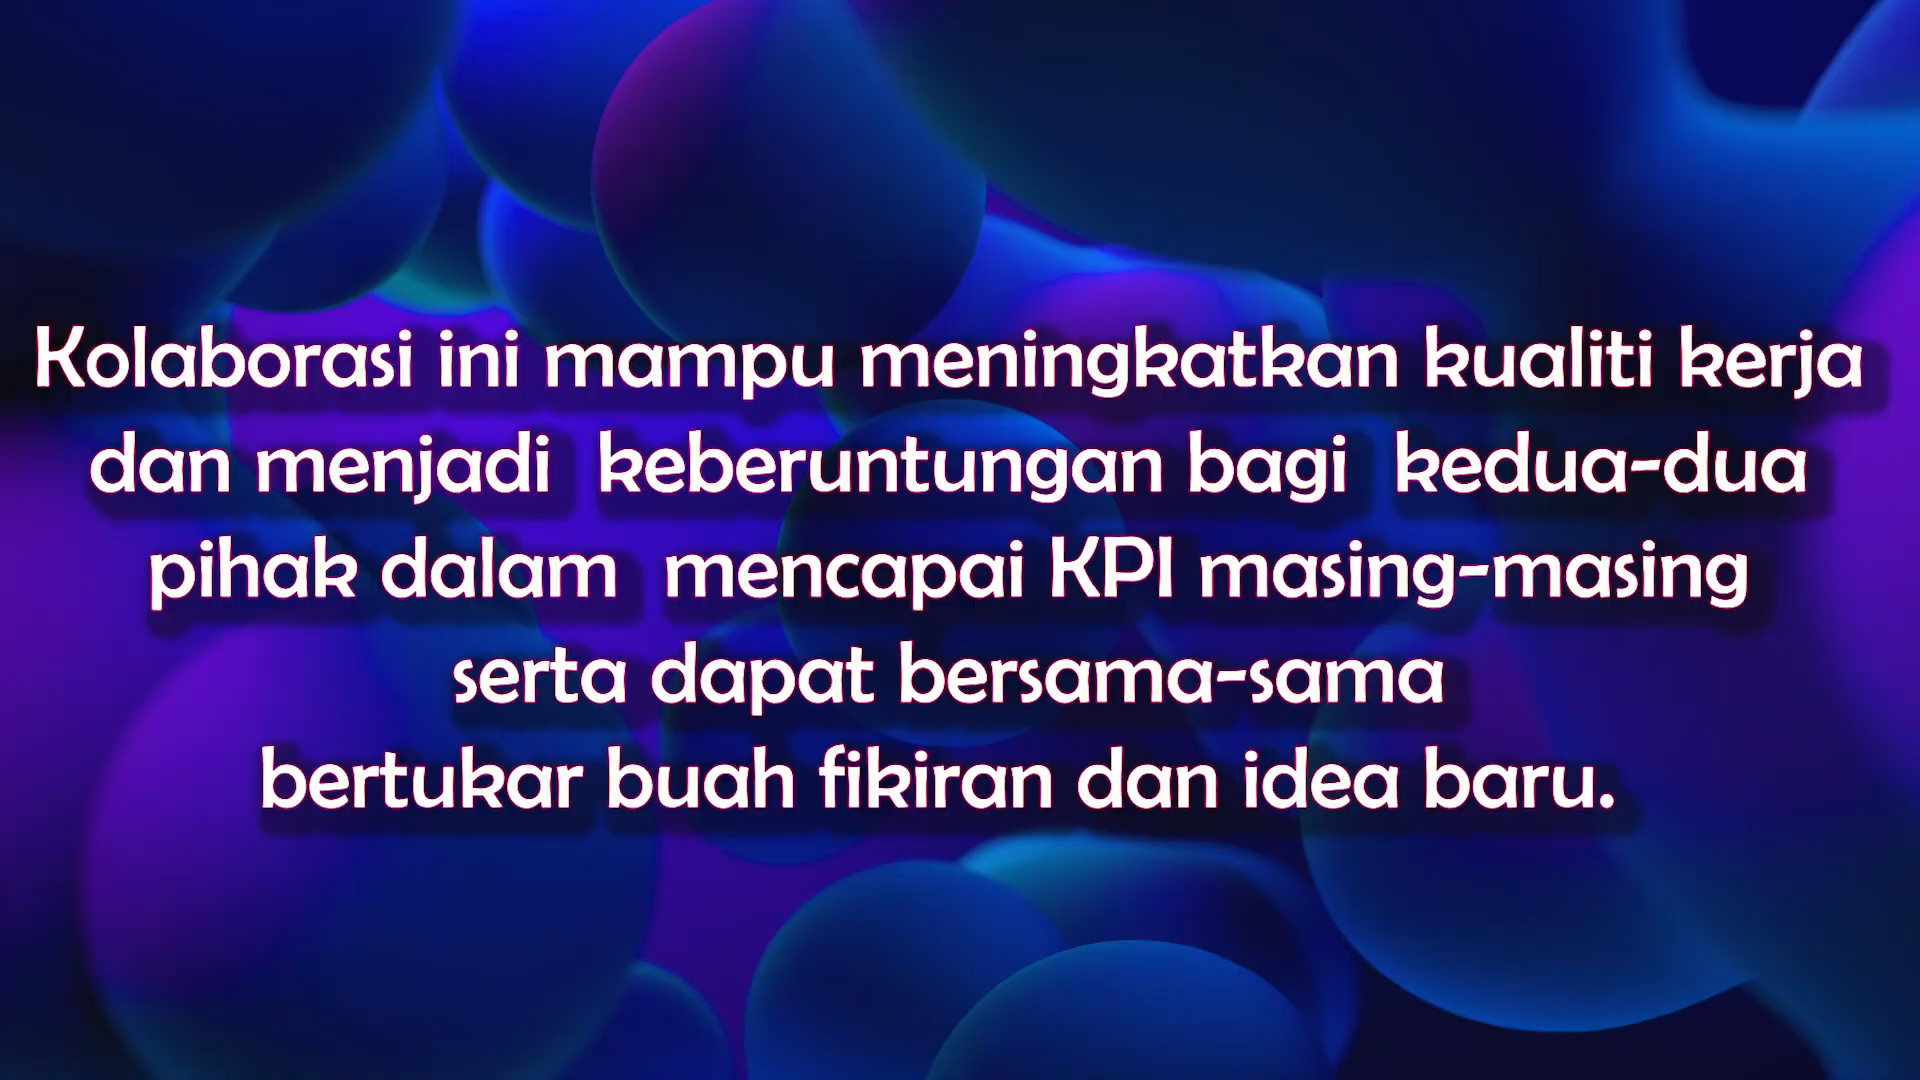 Kolaborasi ini mampu meningkatkan kualiti kerja
dan menjadi keberuntungan bagi kedua-dua
pihak dalam mencapai KPI masing-masing
serta dapat bersama-sama
bertukar buah fikiran dan idea baru.